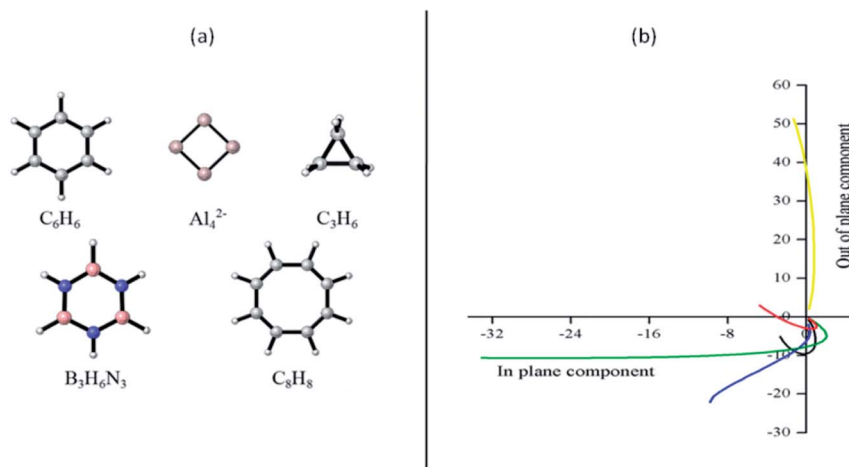 (a)
C₆H₆
Al₄²⁻
C₃H₆
B₃H₆N₃
C₈H₈
(b)
60
50
40
30
20
10
0
-10
-20
-30
-32
-24
-16
-8
0
Out of plane component
In plane component